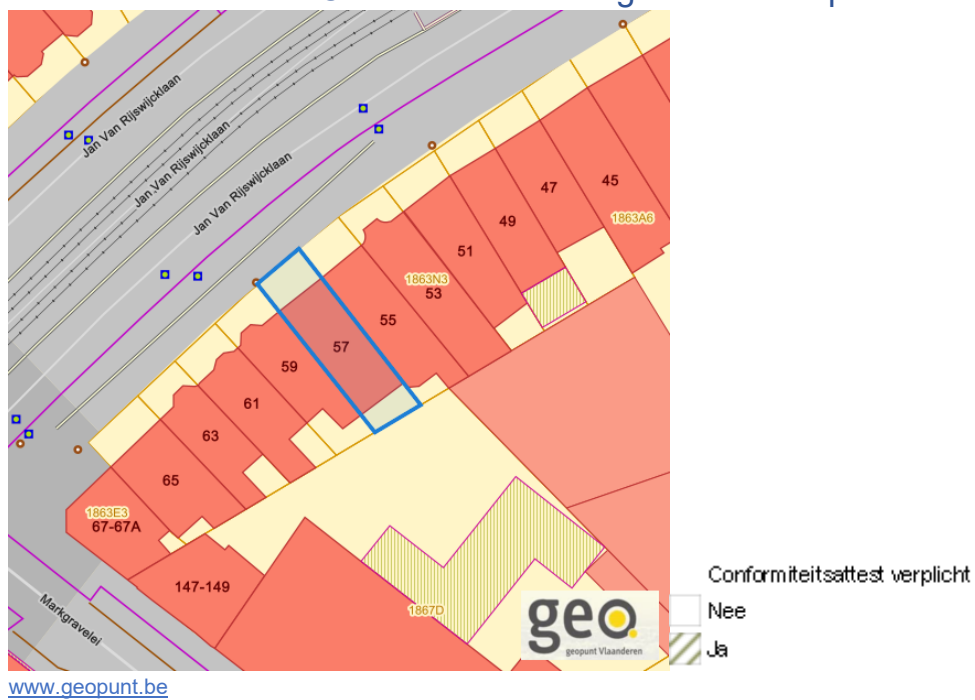 Jan Van Rijswijcklaan
Jan Van Rijswijcklaan
Jan Van Rijswijcklaan
47
45
1863A6
49
51
1863N3
53
55
57
59
61
63
65
1863E3
67-67A
147-149
Markgravelei
1867D
geo
geopunt Vlaanderen
Conformiteitsattest verplicht
Nee
Ja
www.geopunt.be